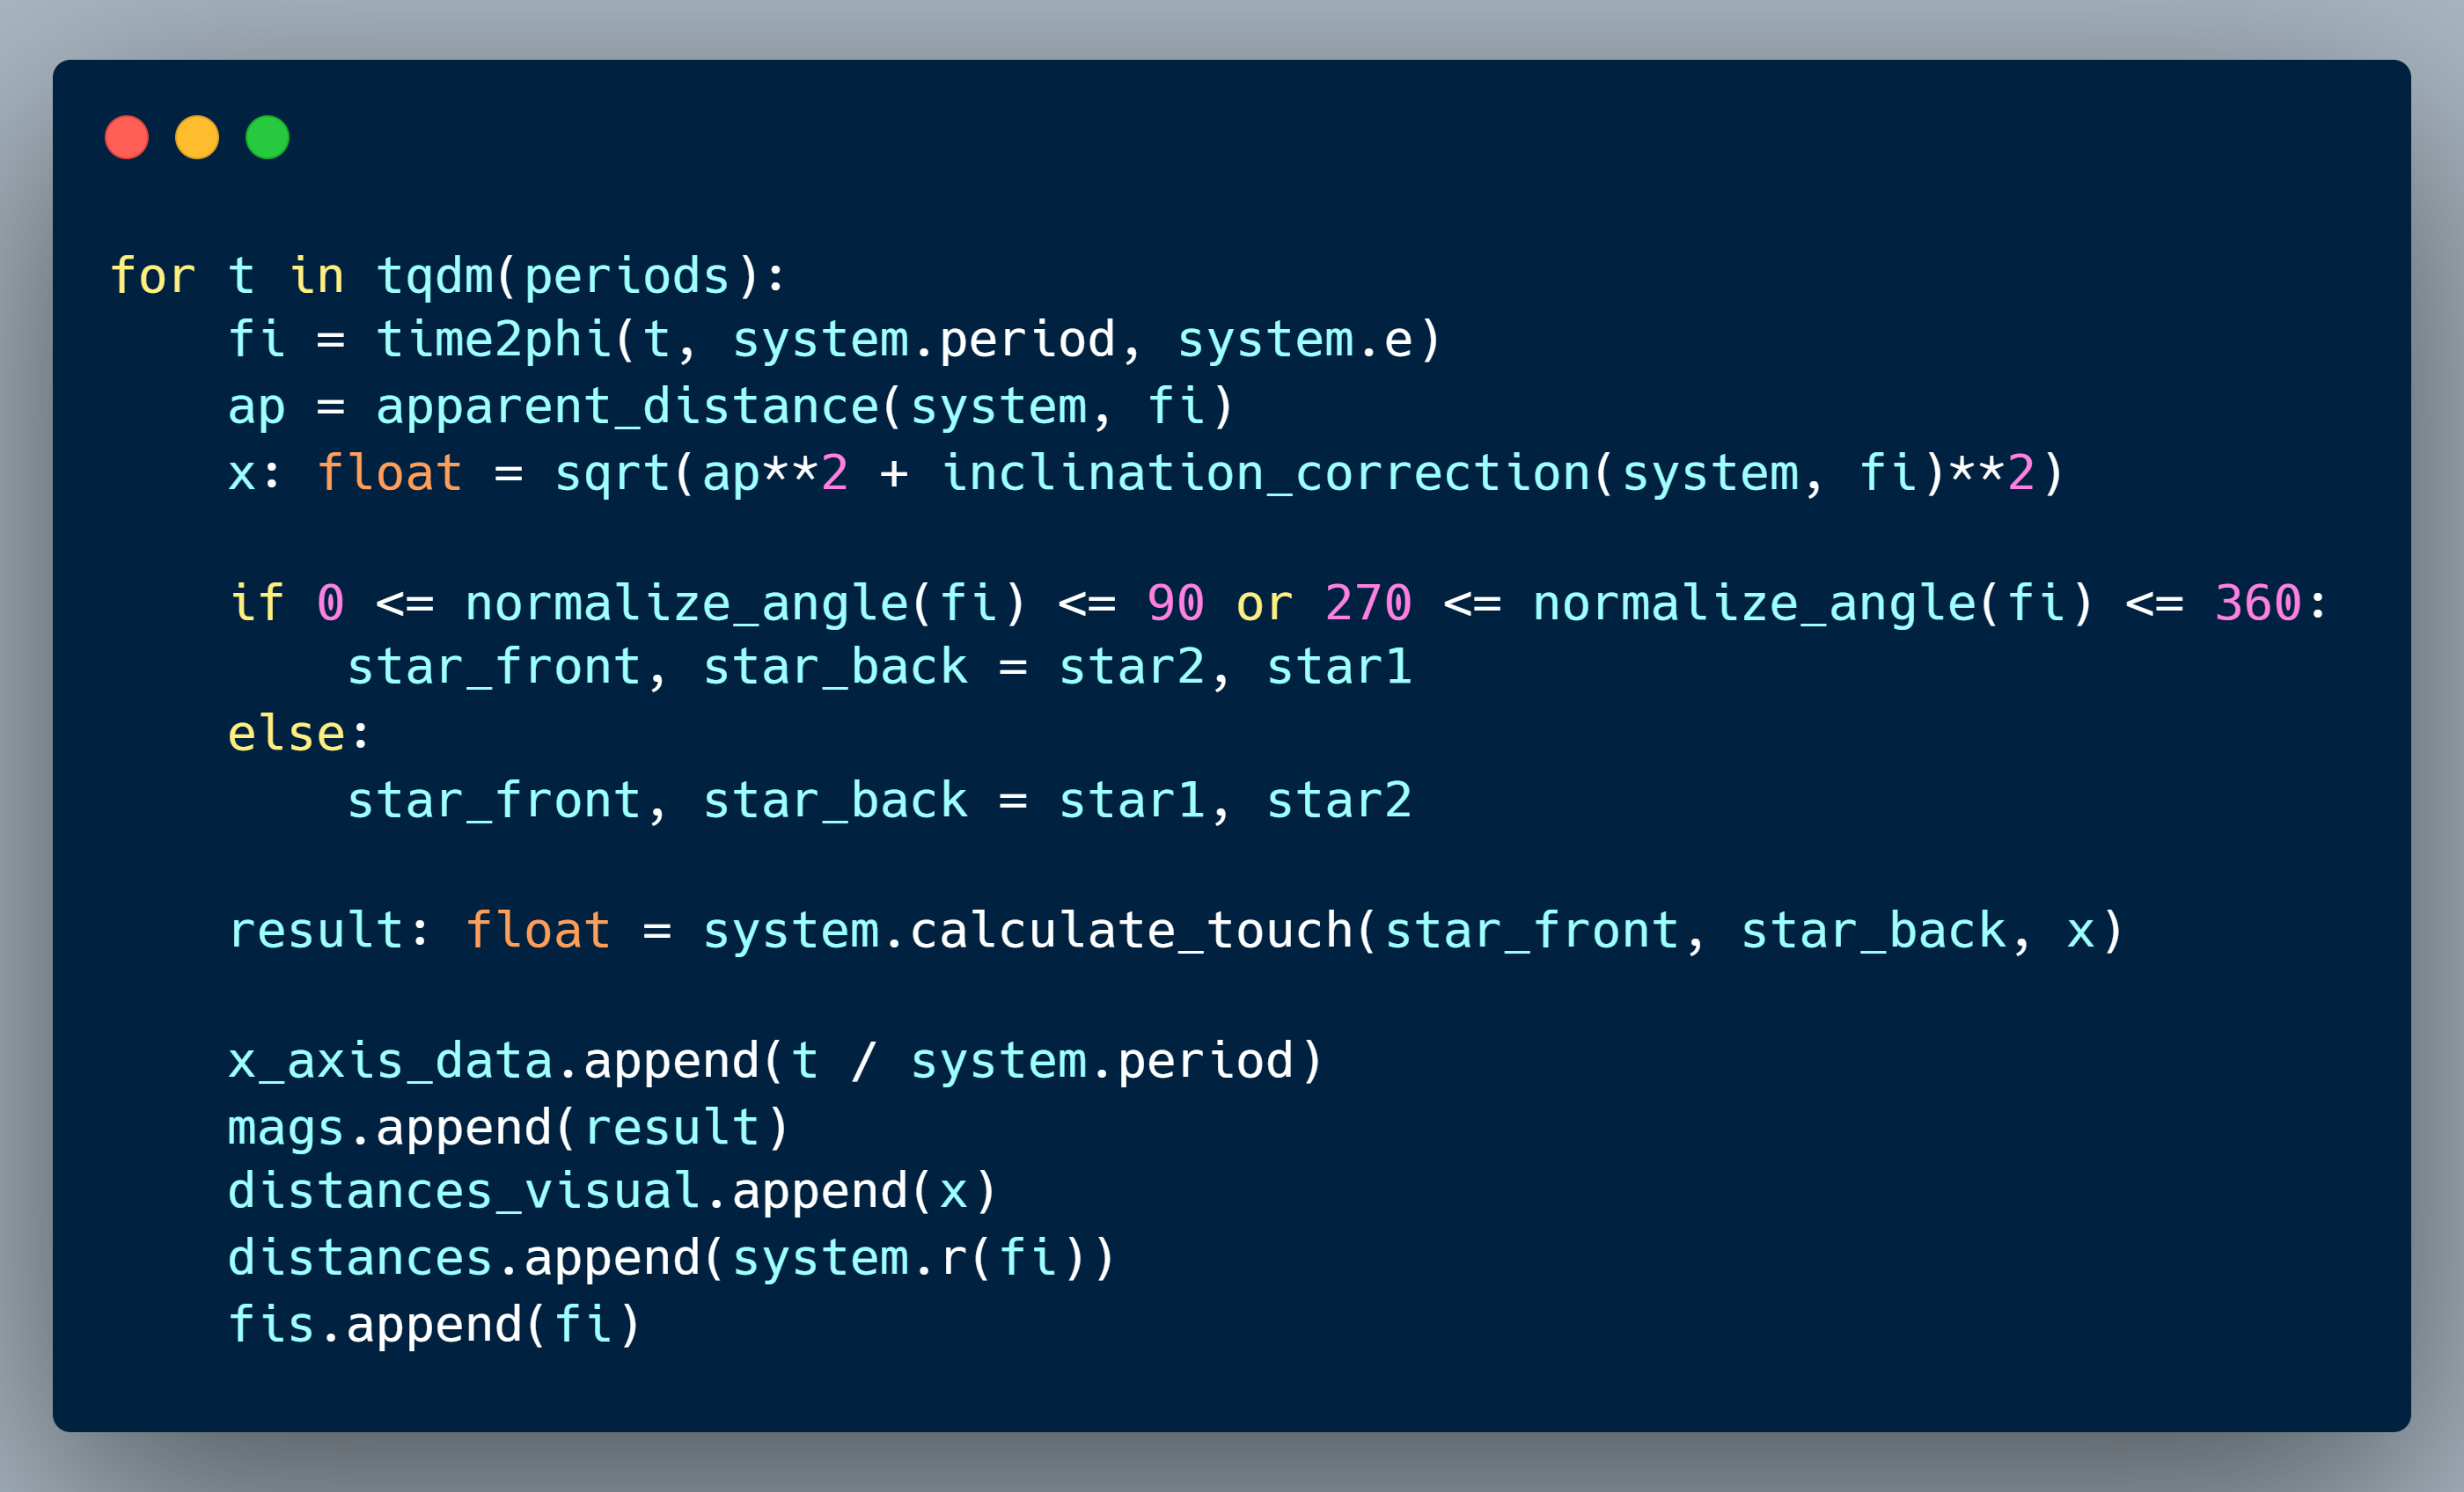 for t in tqdm(periods):
    fi = time2phi(t, system.period, system.e)
    ap = apparent_distance(system, fi)
    x: float = sqrt(ap**2 + inclination_correction(system, fi)**2)

    if 0 <= normalize_angle(fi) <= 90 or 270 <= normalize_angle(fi) <= 360:
        star_front, star_back = star2, star1
    else:
        star_front, star_back = star1, star2

    result: float = system.calculate_touch(star_front, star_back, x)

    x_axis_data.append(t / system.period)
    mags.append(result)
    distances_visual.append(x)
    distances.append(system.r(fi))
    fis.append(fi)